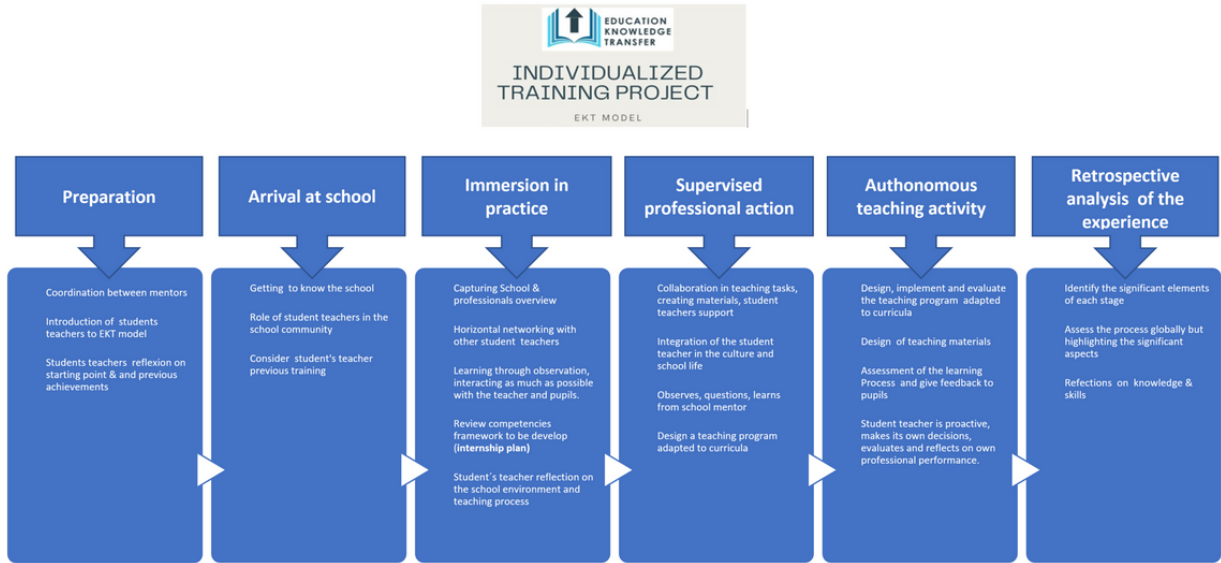 EDUCATION
KNOWLEDGE
TRANSFER
INDIVIDUALIZED
TRAINING PROJECT
EKT MODEL
Preparation
Coordination between mentors
Introduction of students
teachers to EKT model
Students teachers reflexion on
starting point & and previous
achievements
Arrival at school
Getting to know the school
Role of student teachers in the
school community
Consider student's teacher
previous training
Immersion in
practice
Capturing School &
professionals overview
Horizontal networking with
other student teachers
Learning through observation,
interacting as much as possible
with the teacher and pupils.
Review competencies
framework to be develop
(internship plan)
Student´s teacher reflection on
the school environment and
teaching process
Supervised
professional action
Collaboration in teaching tasks,
creating materials, student
teachers support
Integration of the student
teacher in the culture and
school life
Observes, questions, learns
from school mentor
Design a teaching program
adapted to curricula
Authonomous
teaching activity
Design, implement and evaluate
the teaching program adapted
to curricula
Design of teaching materials
Assessment of the learning
Process and give feedback to
pupils
Student teacher is proactive,
makes its own decisions,
evaluates and reflects on own
professional performance.
Retrospective
analysis of the
experience
Identify the significant elements
of each stage
Assess the process globally but
highlighting the significant
aspects
Refections on knowledge &
skills